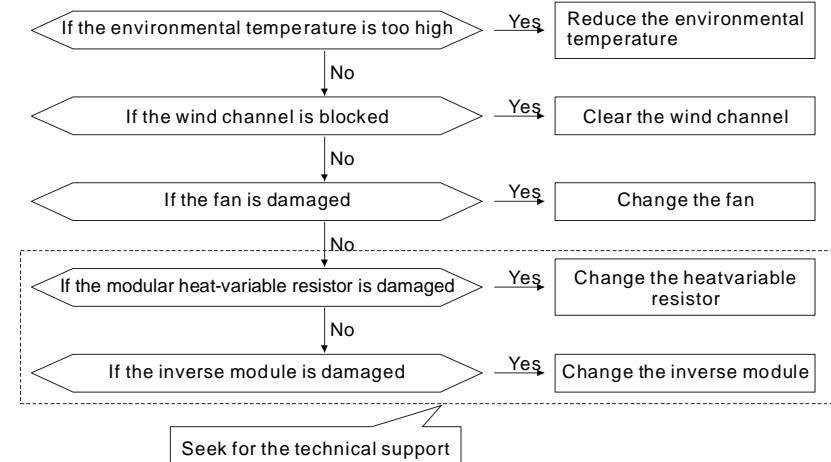 If the environmental temperature is too high
Yes
Reduce the environmental
temperature
No
If the wind channel is blocked
Yes
Clear the wind channel
No
If the fan is damaged
Yes
Change the fan
No
If the modular heat-variable resistor is damaged
Yes
Change the heatvariable
resistor
No
If the inverse module is damaged
Yes
Change the inverse module
Seek for the technical support